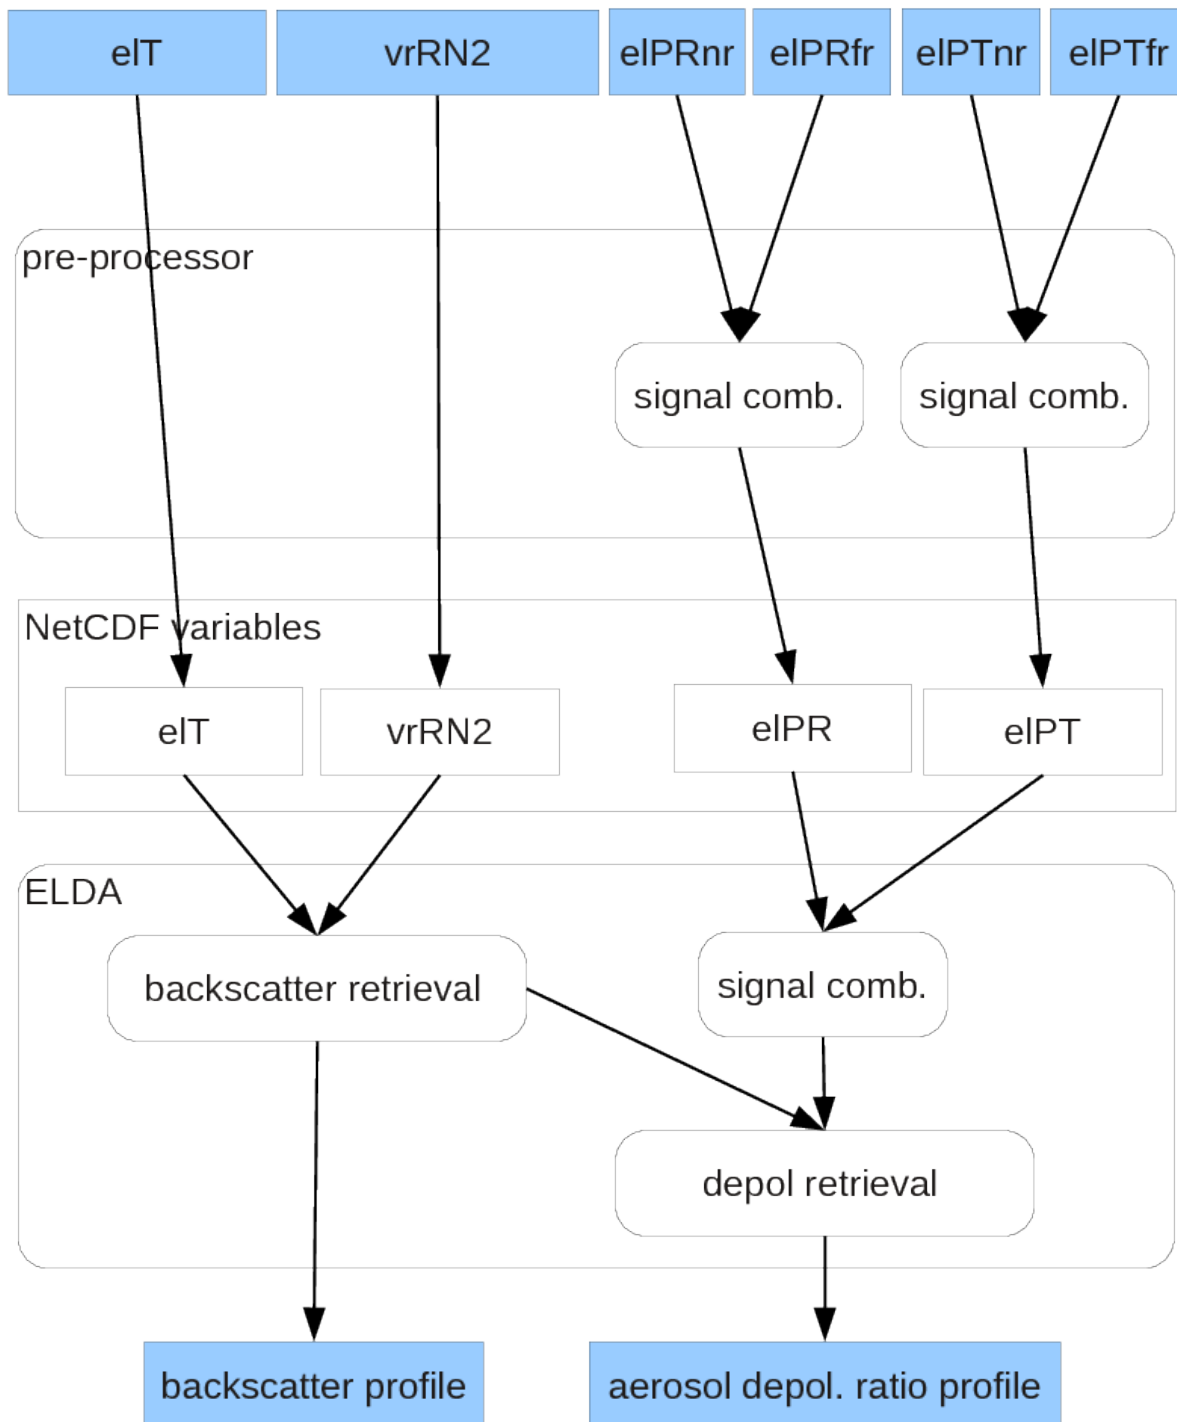 elT
vrRN2
elPRnr
elPRfr
elPTnr
elPTfr
pre-processor
signal comb.
signal comb.
NetCDF variables
elT
vrRN2
elPR
elPT
ELDA
backscatter retrieval
signal comb.
depol retrieval
backscatter profile
aerosol depol. ratio profile